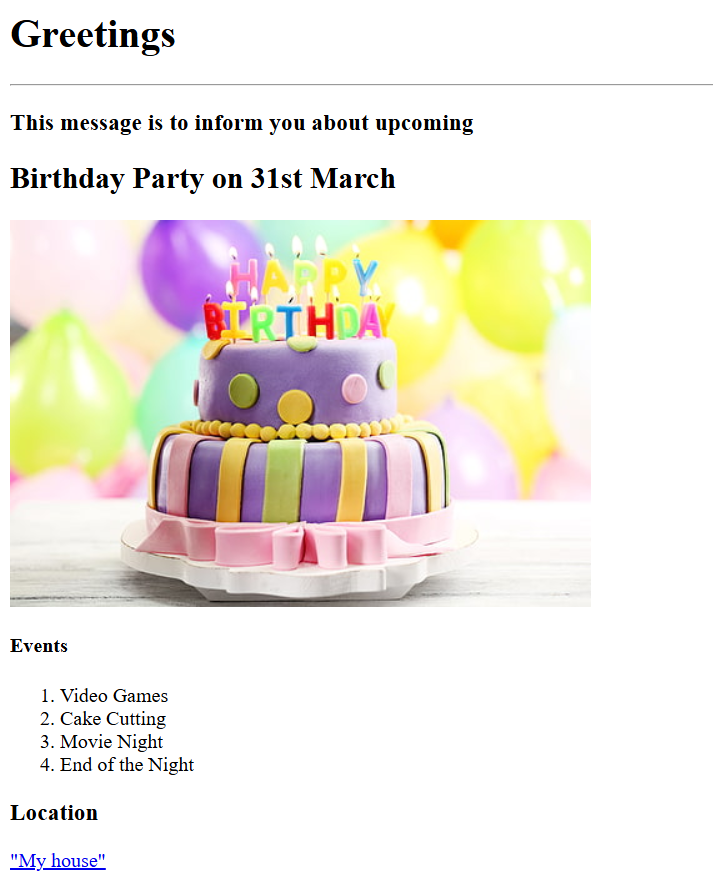 Greetings
This message is to inform you about upcoming
Birthday Party on 31st March
HAPPY
BIRTHDAY
Events
1. Video Games
2. Cake Cutting
3. Movie Night
4. End of the Night
Location
"My house"